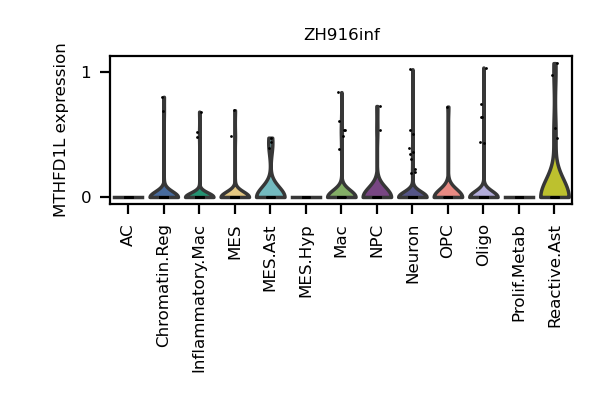 ZH916inf
MTHFD1L expression
1
0
AC
Chromatin.Reg
Inflammatory.Mac
MES
MES.Ast
MES.Hyp
Mac
NPC
Neuron
OPC
Oligo
Prolif.Metab
Reactive.Ast